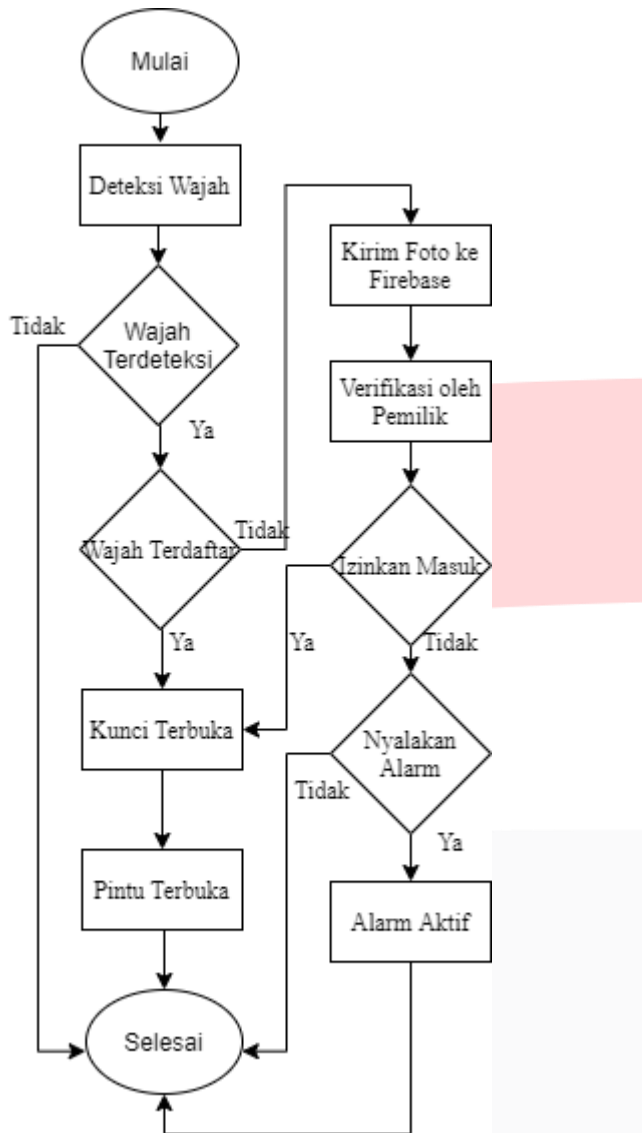 Mulai
Deteksi Wajah
Wajah
Terdeteksi
Tidak
Ya
Wajah Terdaftar
Tidak
Ya
Kunci Terbuka
Pintu Terbuka
Selesai
Kirim Foto ke
Firebase
Verifikasi oleh
Pemilik
Izinkan Masuk
Ya
Tidak
Nyalakan
Alarm
Tidak
Ya
Alarm Aktif